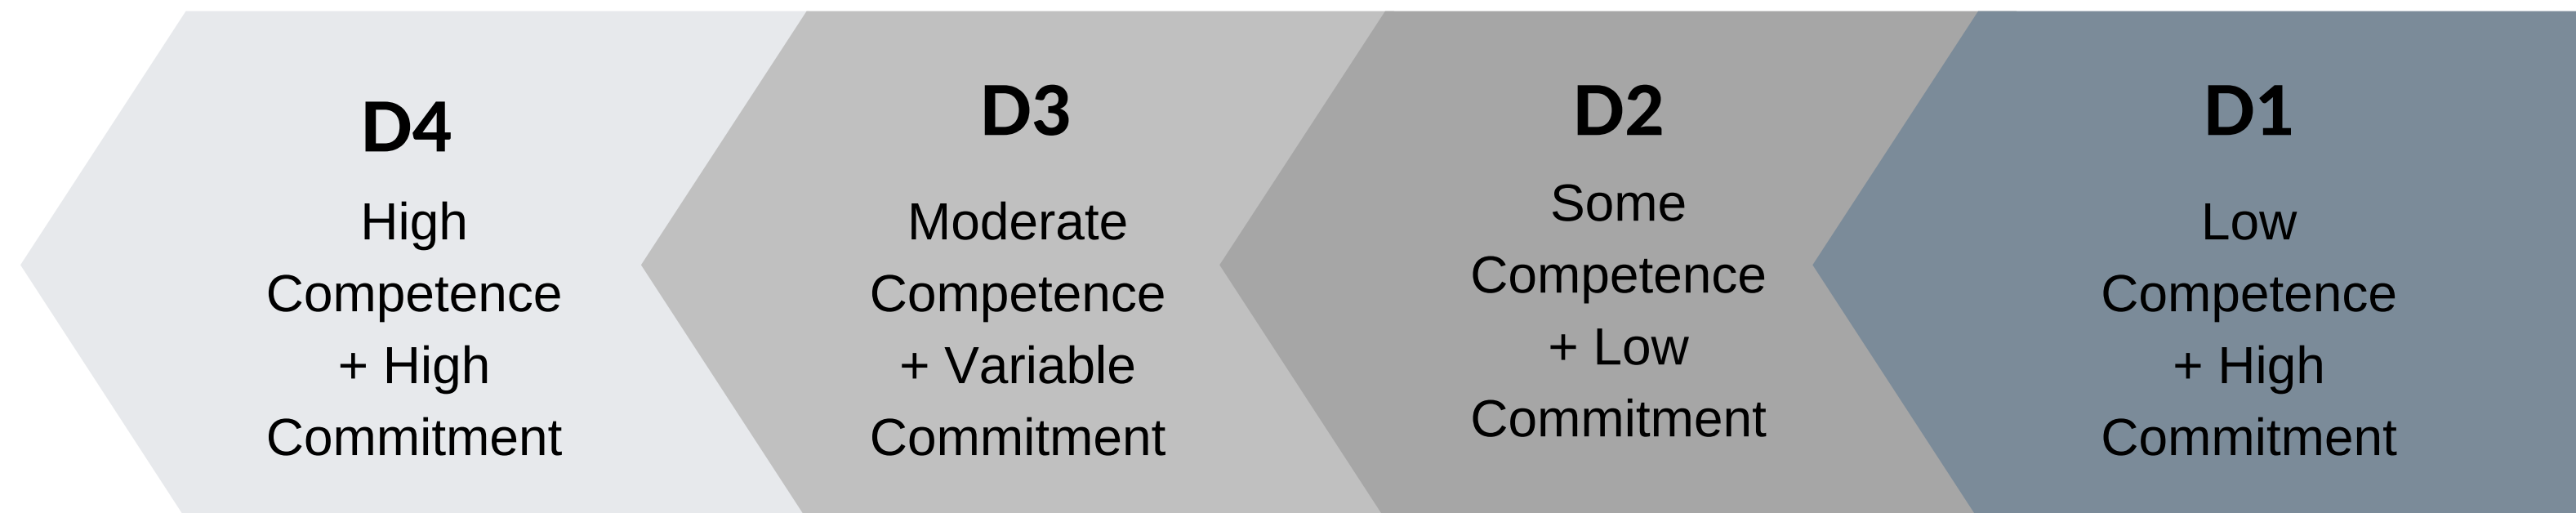 D4
High
Competence
+ High
Commitment
D3
Moderate
Competence
+ Variable
Commitment
D2
Some
Competence
+ Low
Commitment
D1
Low
Competence
+ High
Commitment